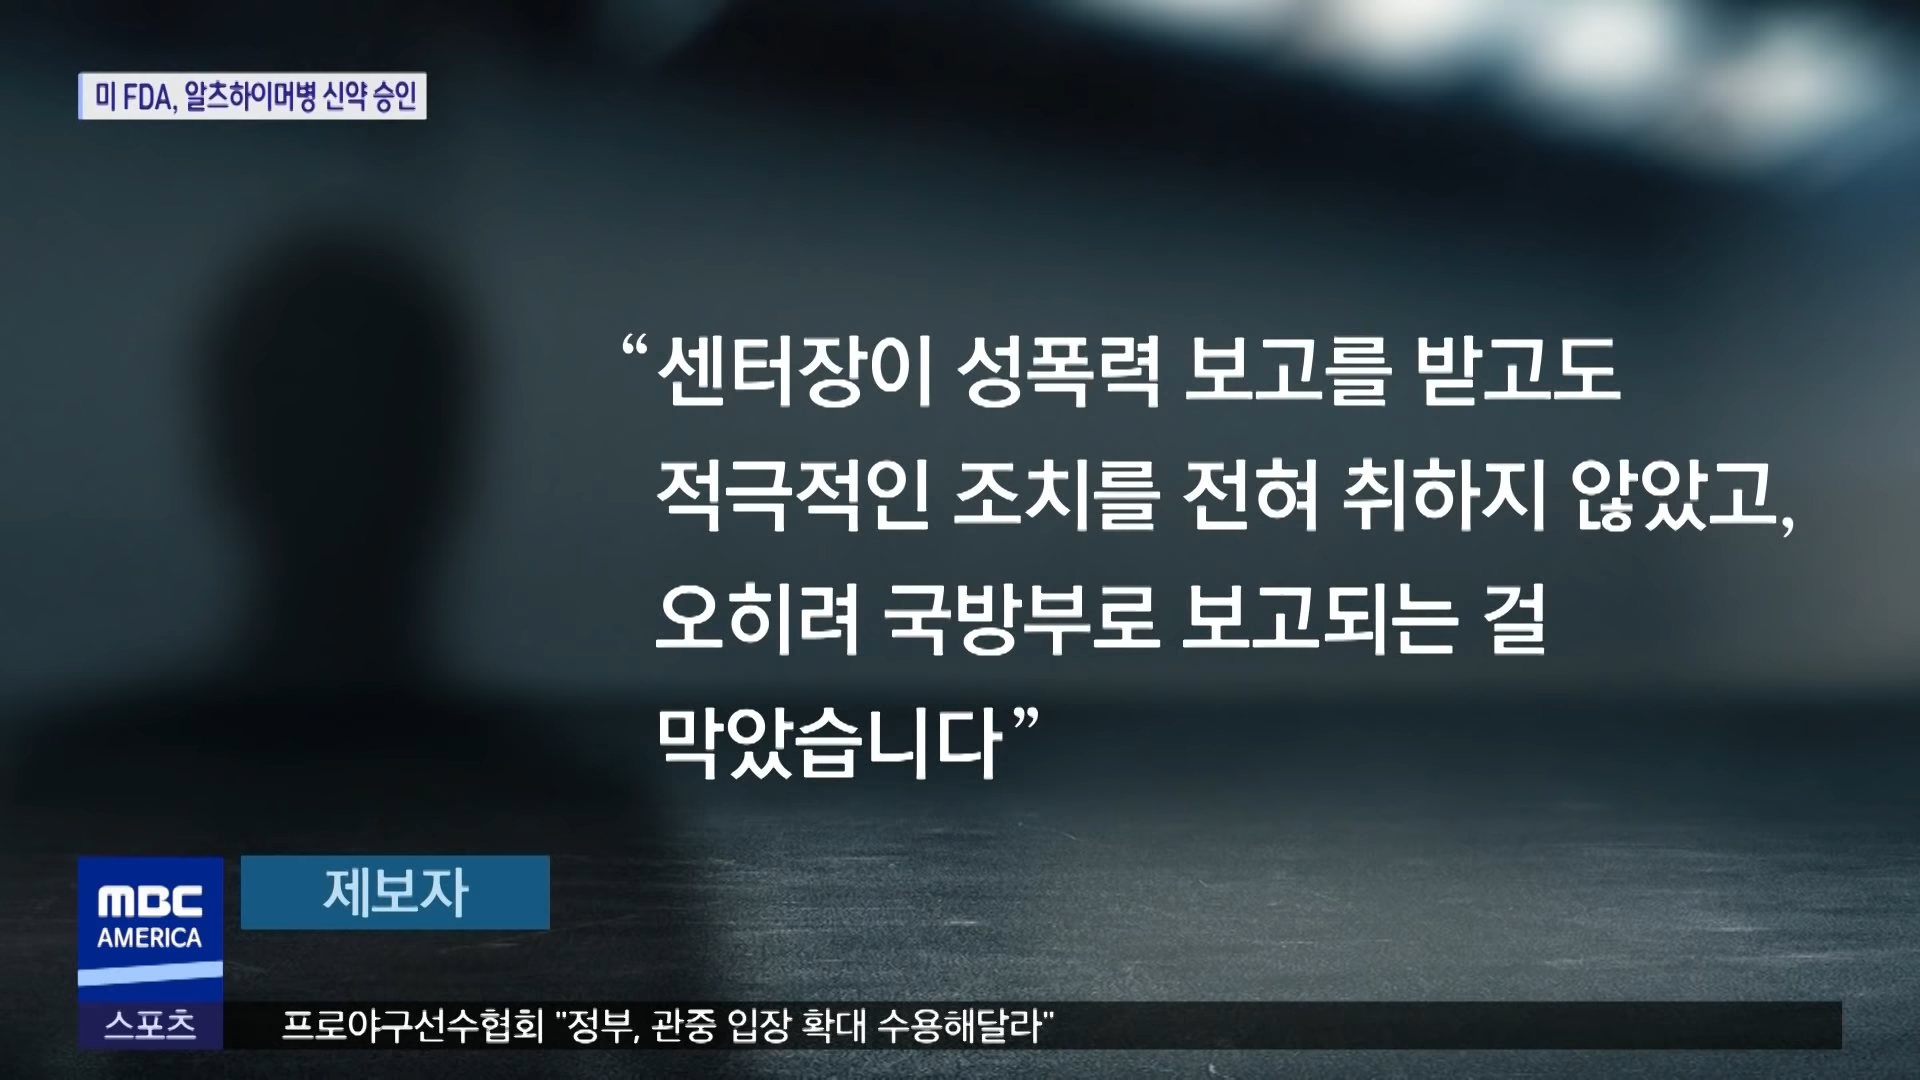 미 FDA, 알츠하이머병 신약 승인
“센터장이 성폭력 보고를 받고도
적극적인 조치를 전혀 취하지 않았고,
오히려 국방부로 보고되는 걸
막았습니다”
제보자
MBC
AMERICA
스포츠
프로야구선수협회 "정부, 관중 입장 확대 수용해달라"